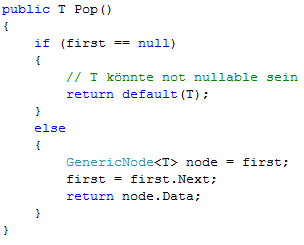 public T Pop()
{
    if (first == null)
    {
        // T könnte not nullable sein
        return default(T);
    }
    else
    {
        GenericNode<T> node = first;
        first = first.Next;
        return node.Data;
    }
}